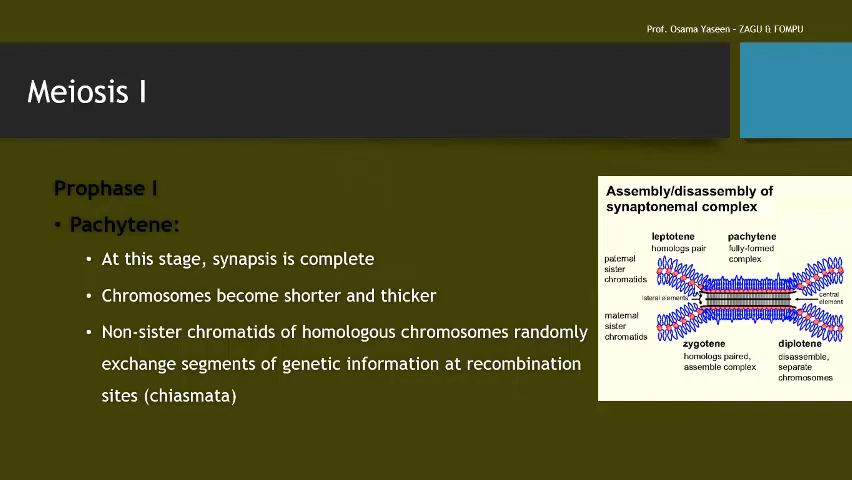 Prof. Osama Yaseen – ZAGU & FOMPU
Meiosis I
Prophase I
• Pachytene:
• At this stage, synapsis is complete
• Chromosomes become shorter and thicker
• Non-sister chromatids of homologous chromosomes randomly
exchange segments of genetic information at recombination
sites (chiasmata)
Assembly/disassembly of
synaptonemal complex
leptotene
homologs pair
pachytene
fully-formed
complex
paternal
sister
chromatids
lateral elements
central
element
maternal
sister
chromatids
zygotene
homologs paired,
assemble complex
diplotene
disassemble,
separate
chromosomes